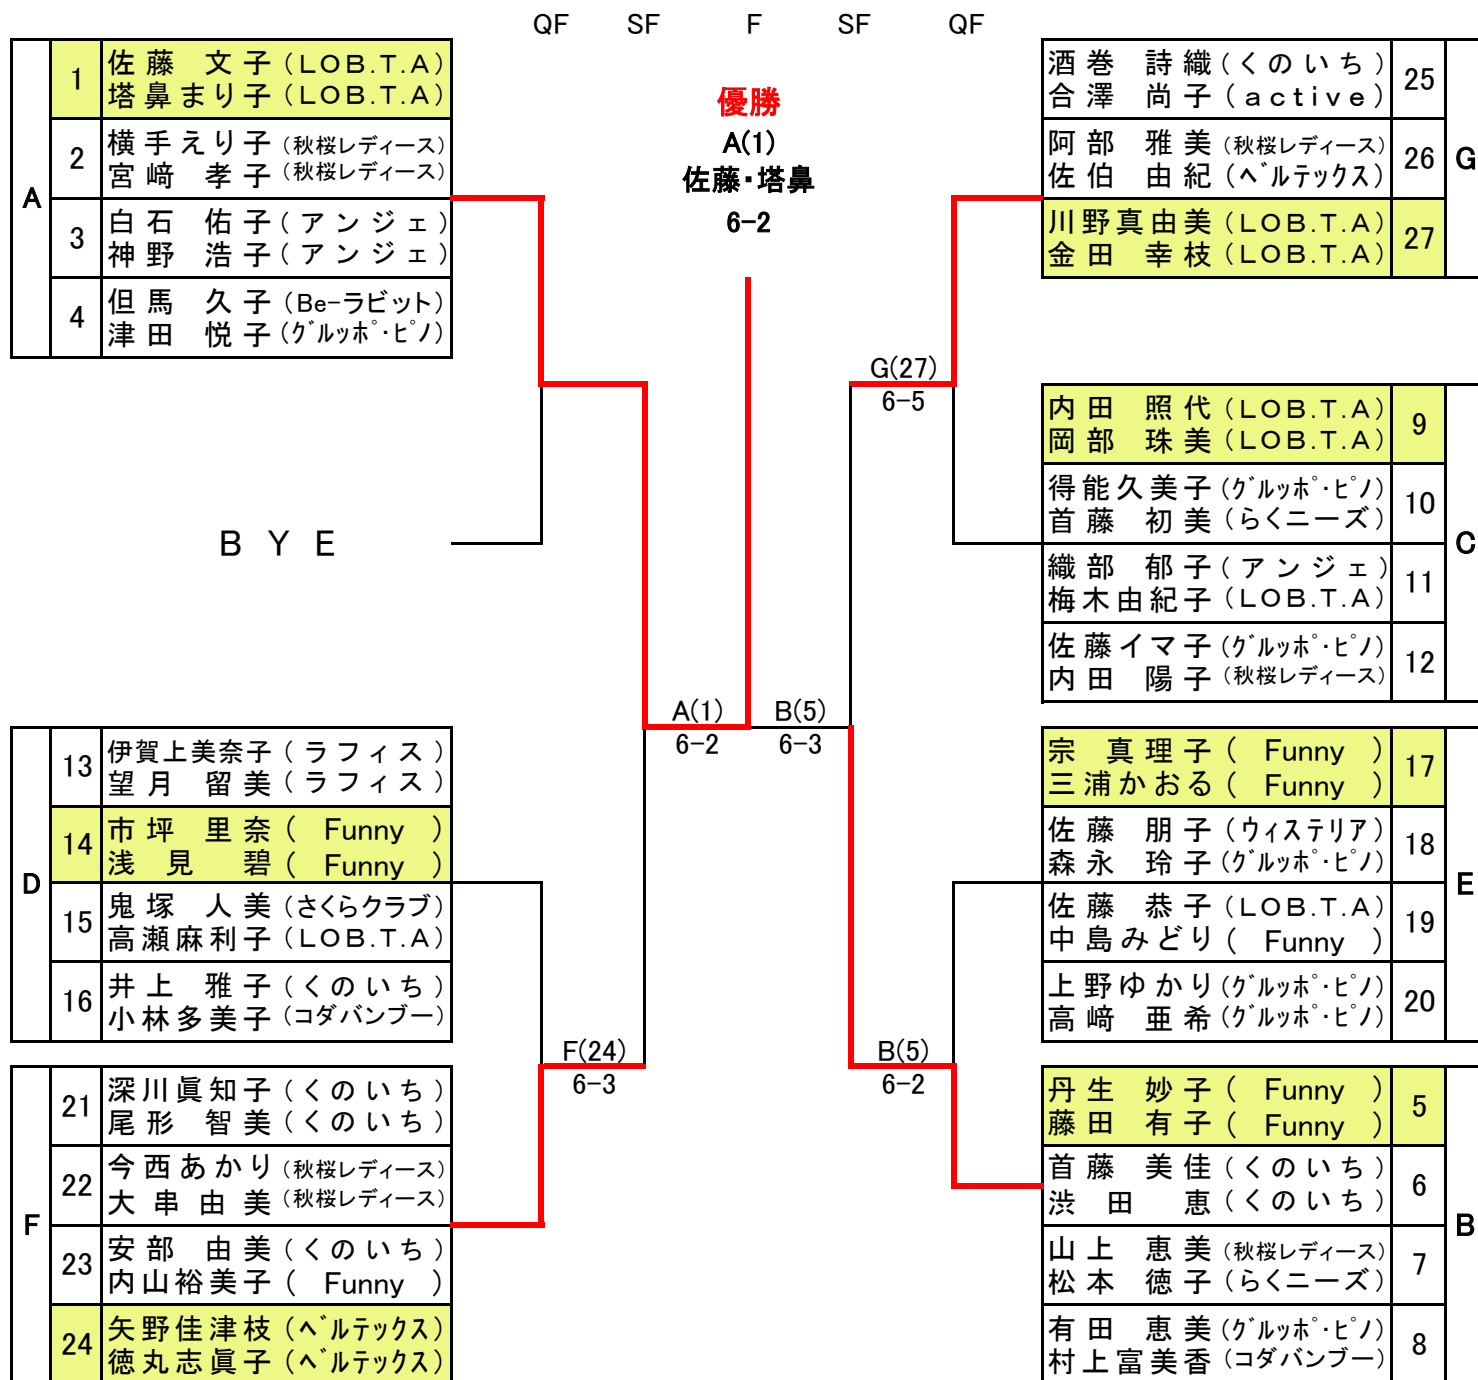 QF SF F SF QF
優勝
A(1)
佐藤・塔鼻
6-2
A
1
佐藤 文子(LOB.T.A)
塔鼻まり子(LOB.T.A)
2
横手えり子(秋桜レディース)
宮﨑 孝子(秋桜レディース)
3
白石 佑子(アンジェ)
神野 浩子(アンジェ)
4
但馬 久子(Be-ラビット)
津田 悦子(グルッポ・ピノ)
BYE
D
13
伊賀上美奈子(ラフィス)
望月 留美(ラフィス)
14
市坪 里奈( Funny )
浅見 碧( Funny )
15
鬼塚 人美(さくらクラブ)
高瀬麻利子(LOB.T.A)
16
井上 雅子(くのいち)
小林多美子(コダバンブー)
F
21
深川眞知子(くのいち)
尾形 智美(くのいち)
22
今西あかり(秋桜レディース)
大串由美(秋桜レディース)
23
安部 由美(くのいち)
内山裕美子( Funny )
24
矢野佳津枝(ベルテックス)
徳丸志眞子(ベルテックス)
A(1)
6-2
F(24)
6-3
B(5)
6-3
G(27)
6-5
B(5)
6-2
酒巻 詩織(くのいち)
合澤 尚子(active)
25
阿部 雅美(秋桜レディース)
佐伯 由紀(ベルテックス)
26
川野真由美(LOB.T.A)
金田 幸枝(LOB.T.A)
27
G
内田 照代(LOB.T.A)
岡部 珠美(LOB.T.A)
9
得能久美子(グルッポ・ピノ)
首藤 初美(らくニーズ)
10
織部 郁子(アンジェ)
梅木由紀子(LOB.T.A)
11
佐藤イマ子(グルッポ・ピノ)
内田 陽子(秋桜レディース)
12
C
宗 真理子( Funny )
三浦かおる( Funny )
17
佐藤 朋子(ウィステリア)
森永 玲子(グルッポ・ピノ)
18
佐藤 恭子(LOB.T.A)
中島みどり( Funny )
19
上野ゆかり(グルッポ・ピノ)
高﨑 亜希(グルッポ・ピノ)
20
E
丹生 妙子( Funny )
藤田 有子( Funny )
5
首藤 美佳(くのいち)
渋田 恵(くのいち)
6
山上 恵美(秋桜レディース)
松本 徳子(らくニーズ)
7
有田 恵美(グルッポ・ピノ)
村上富美香(コダバンブー)
8
B